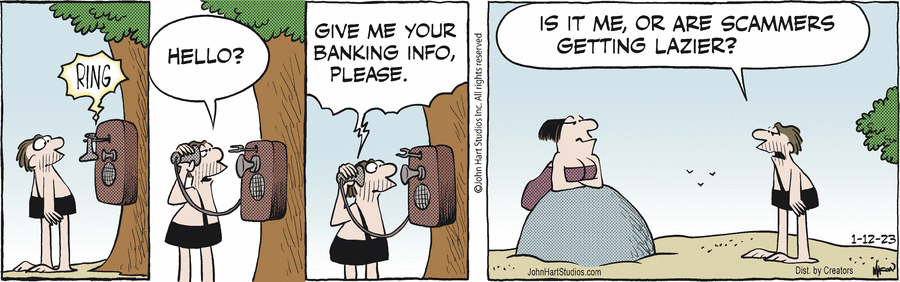 RING
HELLO?
GIVE ME YOUR
BANKING INFO,
PLEASE.
©John Hart Studios Inc. All rights reserved
IS IT ME, OR ARE SCAMMERS
GETTING LAZIER?
JohnHartStudios.com
Dist. by Creators
1-12-23
MASON